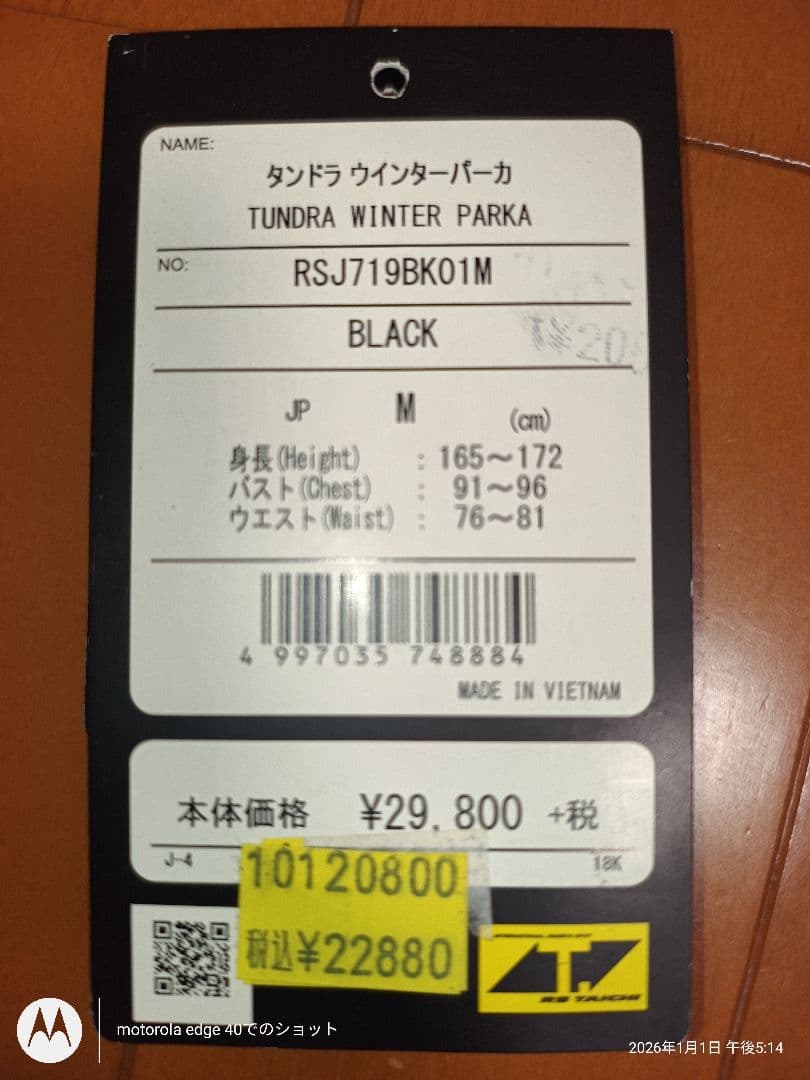 NAME:
タンドラ ウインターパーカ
TUNDRA WINTER PARKA
NO:
RSJ719BK01M
BLACK
JP M (cm)
身長(Height) : 165～172
バスト(Chest) : 91～96
ウエスト(Waist) : 76～81
4 997035 748884
MADE IN VIETNAM
本体価格 ¥29,800 +税
J-4 18K
10120800
税込¥22880
RS TAICHI
motorola edge 40でのショット
2026年1月1日 午後5:14